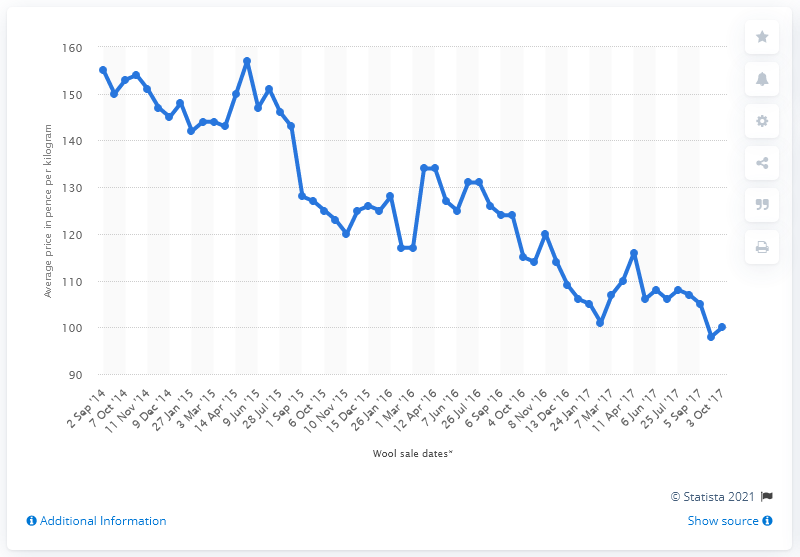 160
150
140
130
120
110
100
90
Average price in pence per kilogram
2 Sep '14
7 Oct '14
11 Nov '14
9 Dec '14
27 Jan '15
3 Mar '15
14 Apr '15
9 Jun '15
28 Jul '15
1 Sep '15
6 Oct '15
10 Nov '15
15 Dec '15
26 Jan '16
1 Mar '16
12 Apr '16
7 Jun '16
26 Jul '16
6 Sep '16
4 Oct '16
8 Nov '16
13 Dec '16
24 Jan '17
7 Mar '17
11 Apr '17
6 Jun '17
25 Jul '17
5 Sep '17
3 Oct '17
Wool sale dates*
© Statista 2021
Additional Information
Show source